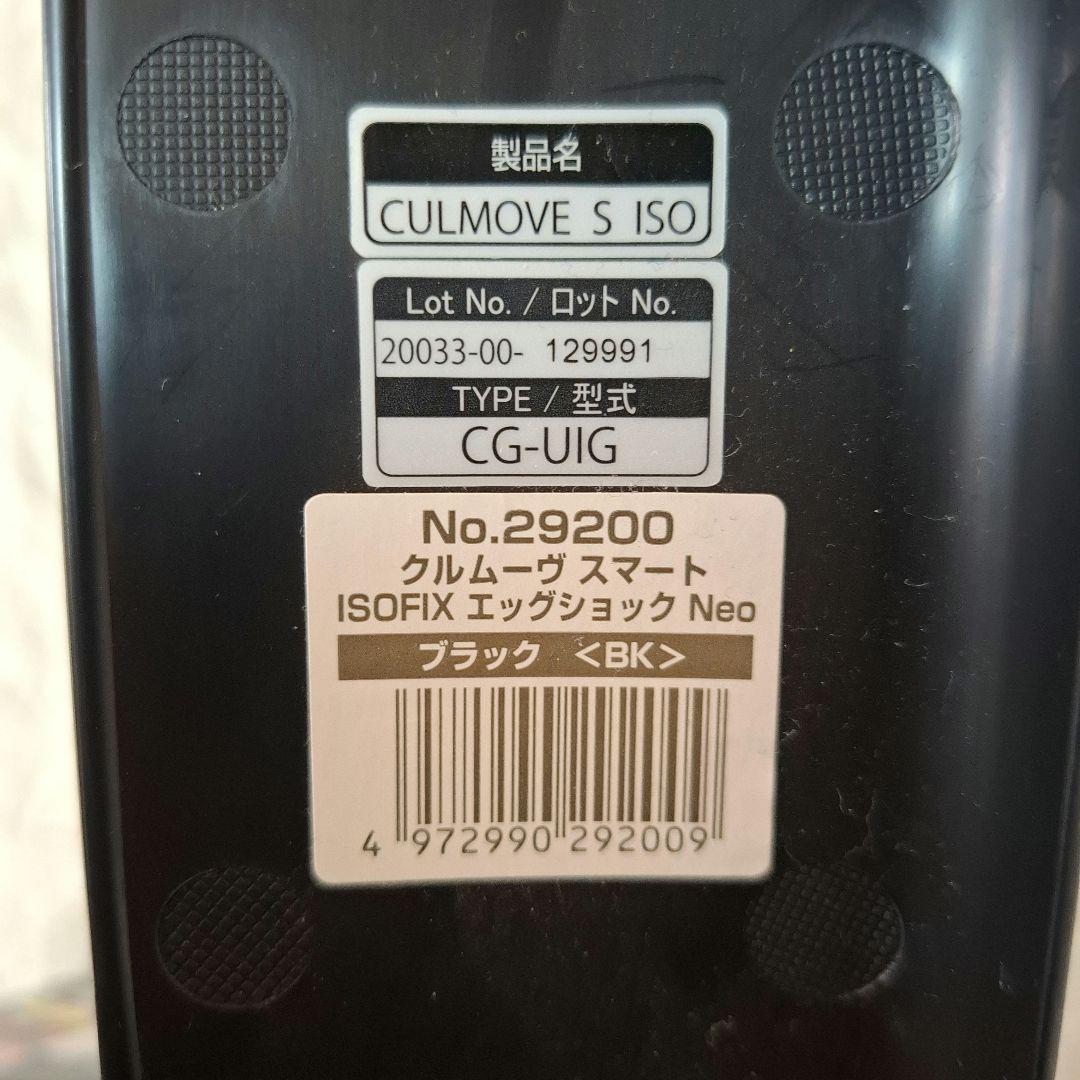 製品名
CULMOVE S ISO
Lot No. / ロット No.
20033-00- 129991
TYPE / 型式
CG-UIG
No.29200
クルムーヴ スマート
ISOFIX エッグショック Neo
ブラック <BK>
4 972990 292009